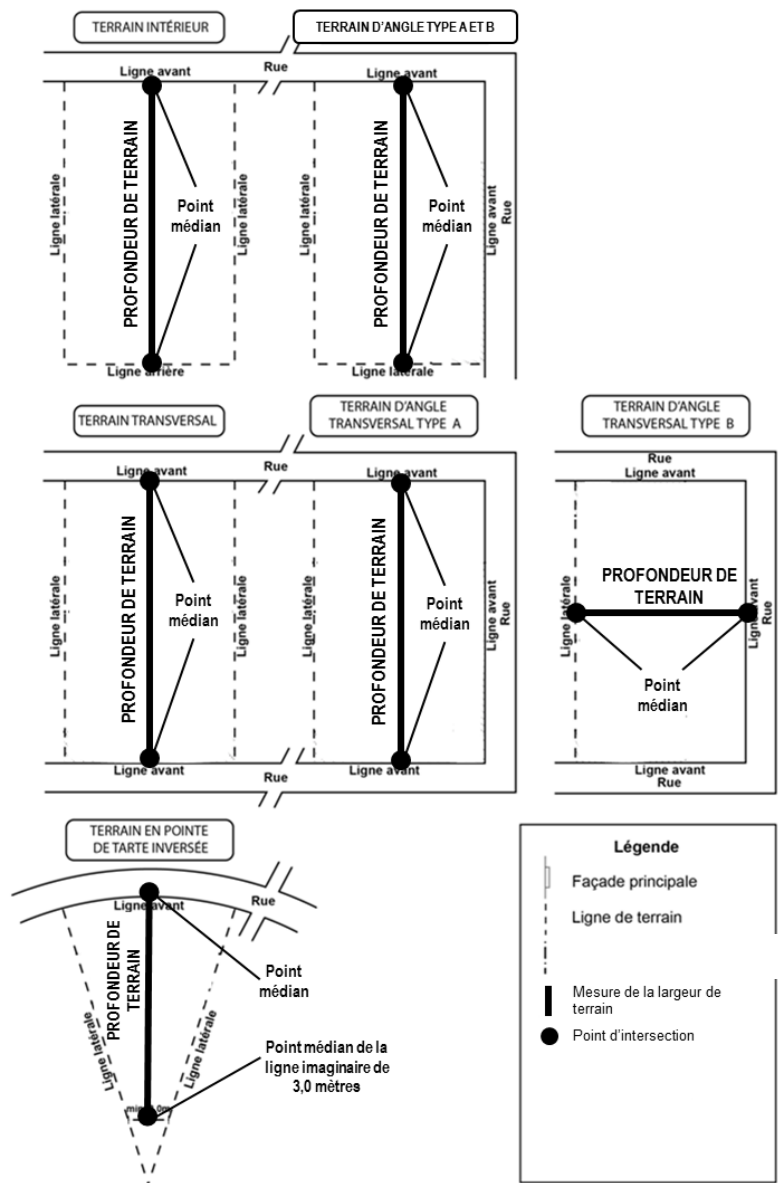 TERRAIN INTÉRIEUR
TERRAIN D'ANGLE TYPE A ET B
Rue
Ligne avant
Ligne latérale
PROFONDEUR DE TERRAIN
Point
médian
Ligne latérale
Ligne arrière
Ligne avant
Ligne latérale
PROFONDEUR DE TERRAIN
Point
médian
Ligne avant
Rue
Ligne latérale
TERRAIN TRANSVERSAL
TERRAIN D'ANGLE
TRANSVERSAL TYPE A
TERRAIN D'ANGLE
TRANSVERSAL TYPE B
Rue
Ligne avant
Ligne latérale
PROFONDEUR DE TERRAIN
Point
médian
Ligne latérale
Ligne avant
Rue
Ligne avant
Ligne latérale
PROFONDEUR DE TERRAIN
Point
médian
Ligne avant
Rue
Ligne avant
Rue
Ligne avant
Ligne latérale
PROFONDEUR DE
TERRAIN
Point
médian
Ligne avant
Rue
Ligne avant
Rue
TERRAIN EN POINTE
DE TARTE INVERSÉE
Ligne avant
Rue
PROFONDEUR DE
TERRAIN
Ligne latérale
Ligne latérale
Point
médian
Point médian de la
ligne imaginaire de
3,0 mètres
Légende
Façade principale
Ligne de terrain
Mesure de la largeur de
terrain
Point d'intersection